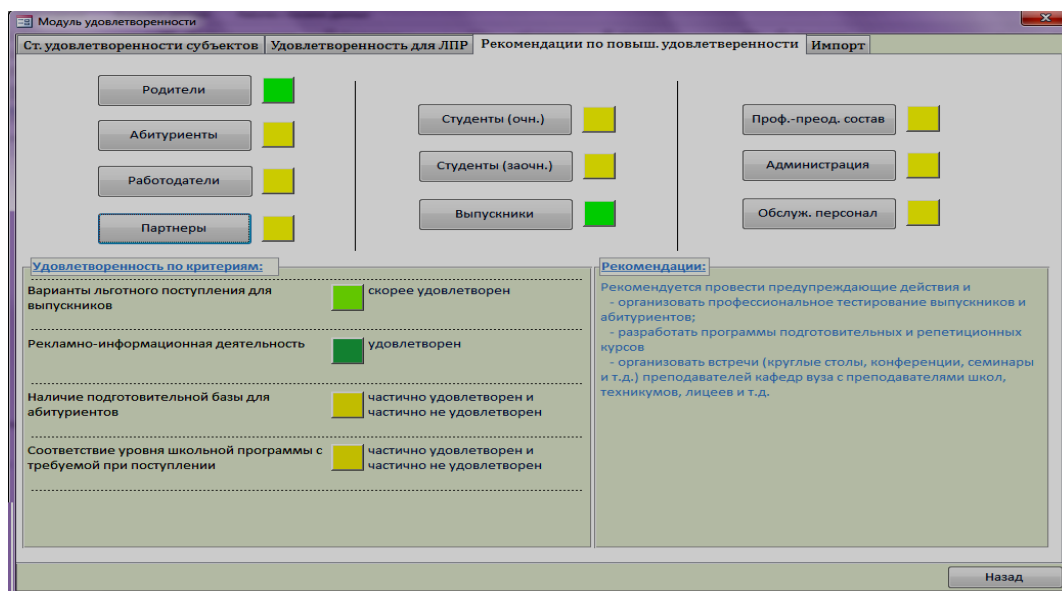 Модуль удовлетворенности
Ст. удовлетворенности субъектов
Удовлетворенность для ЛПР
Рекомендации по повыш. удовлетверенности
Импорт
Родители
Абитуриенты
Работодатели
Партнеры
Студенты (очн.)
Студенты (заочн.)
Выпускники
Проф.-преод. состав
Администрация
Обслуж. персонал
Удовлетворенность по критериям:
Варианты льготного поступления для
выпускников
скорее удовлетворен
Рекламно-информационная деятельность
удовлетворен
Наличие подготовительной базы для
абитуриентов
частично удовлетворен и
частично не удовлетворен
Соответствие уровня школьной программы с
требуемой при поступлении
частично удовлетворен и
частично не удовлетворен
Рекомендации:
Рекомендуется провести предупреждающие действия и
- организовать профессиональное тестирование выпускников и
абитуриентов;
- разработать программы подготовительных и репетиционных
курсов
- организовать встречи (круглые столы, конференции, семинары
и т.д.) преподавателей кафедр вуза с преподавателями школ,
техникумов, лицеев и т.д.
Назад